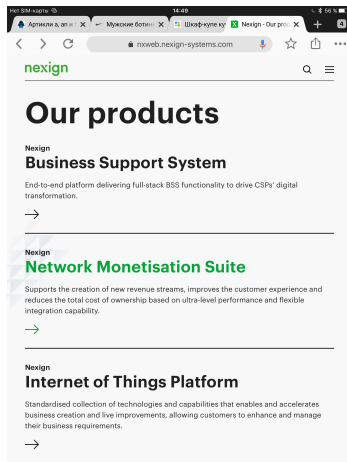 Нет SIM-карты
14:49
56 %
Артикли a, an и t
Мужские ботин
Шкаф-купе ку
Nexign - Our prod
4
nxweb.nexign-systems.com
nexign
Our products
Nexign
Business Support System
End-to-end platform delivering full-stack BSS functionality to drive CSPs' digital
transformation.
Nexign
Network Monetisation Suite
Supports the creation of new revenue streams, improves the customer experience and
reduces the total cost of ownership based on ultra-level performance and flexible
integration capability.
Nexign
Internet of Things Platform
Standardised collection of technologies and capabilities that enables and accelerates
business creation and live improvements, allowing customers to enhance and manage
their business requirements.